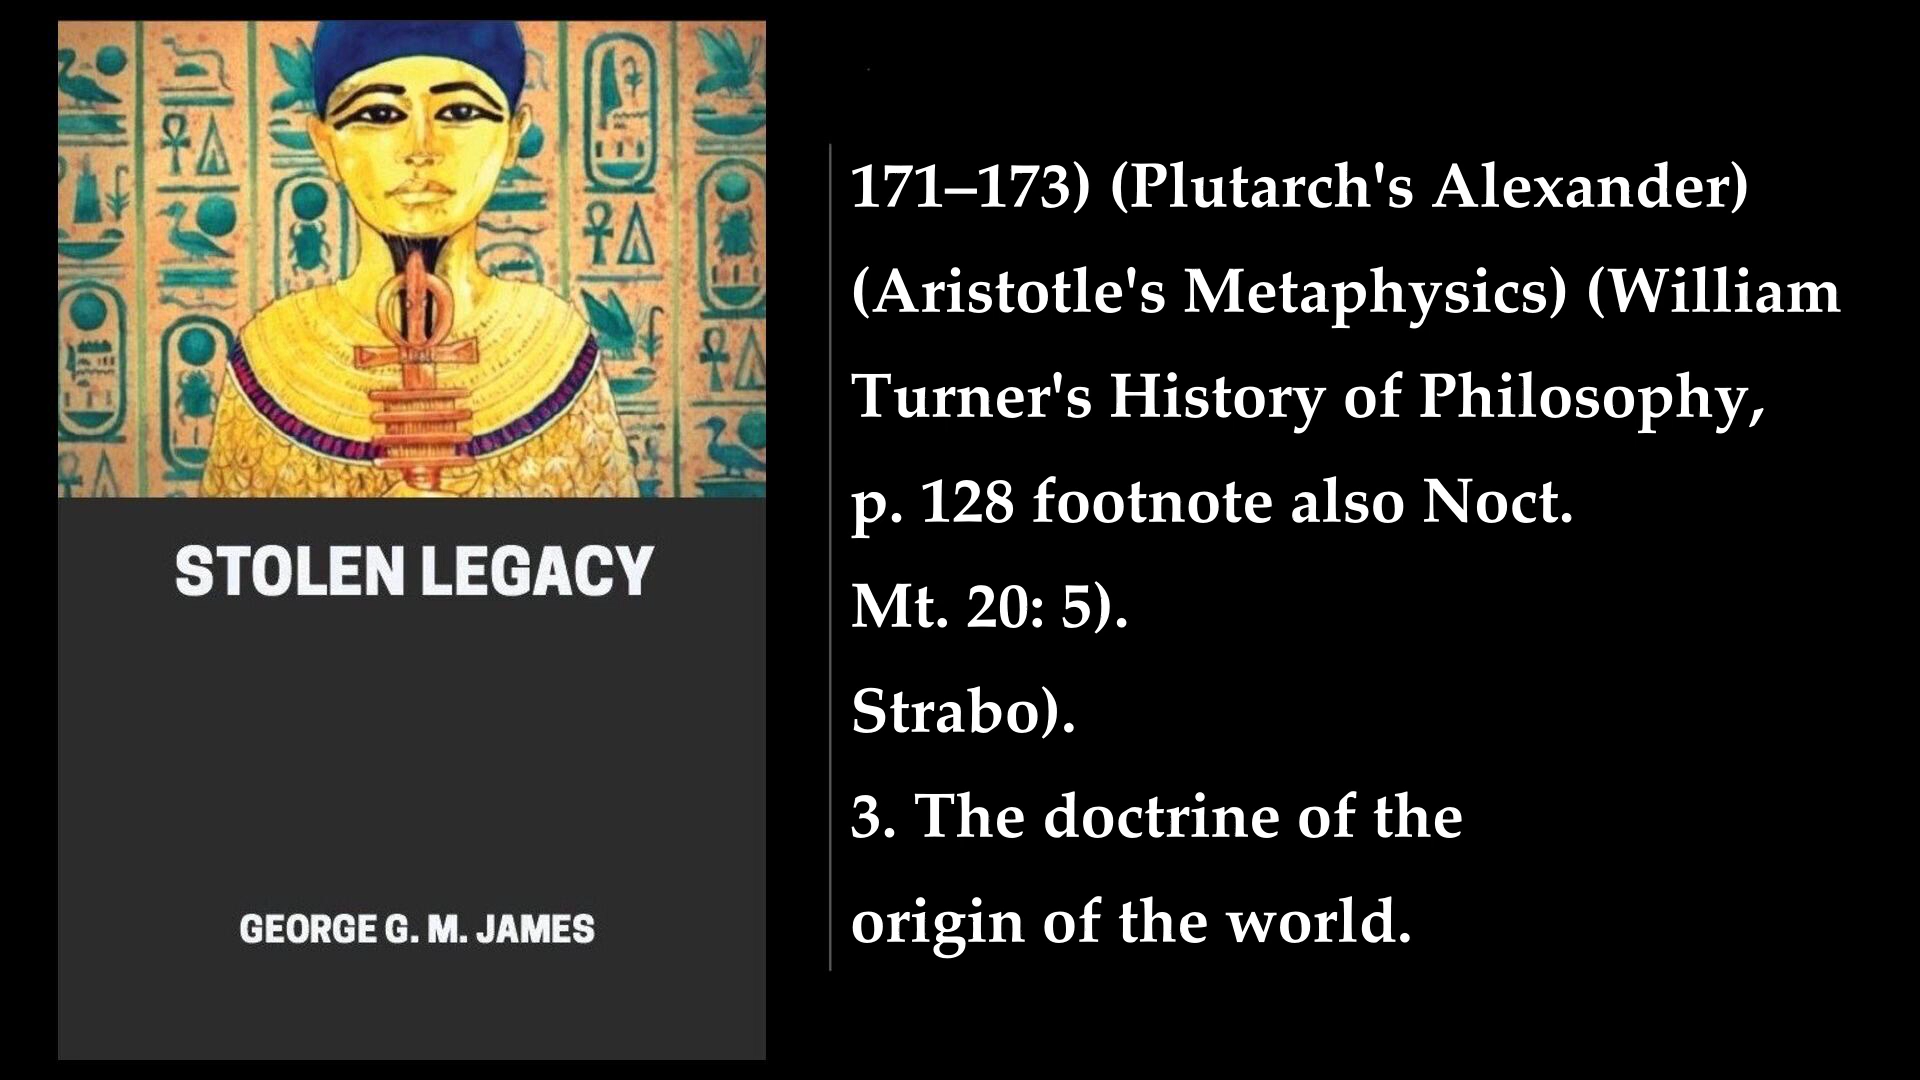 STOLEN LEGACY
GEORGE G. M. JAMES
171–173) (Plutarch's Alexander)
(Aristotle's Metaphysics) (William
Turner's History of Philosophy,
p. 128 footnote also Noct.
Mt. 20: 5).
Strabo).
3. The doctrine of the
origin of the world.